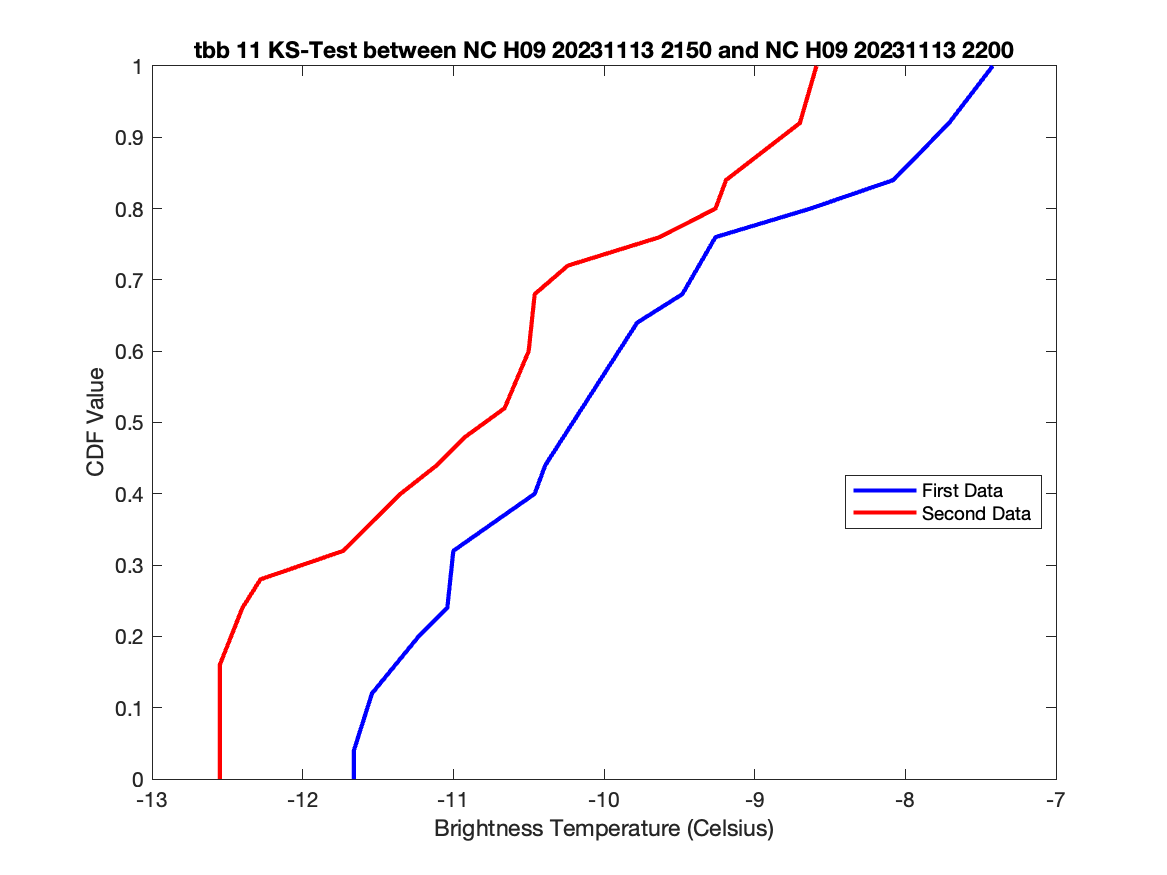 tbb 11 KS-Test between NC H09 20231113 2150 and NC H09 20231113 2200
1
0.9
0.8
0.7
0.6
0.5
0.4
0.3
0.2
0.1
0
CDF Value
First Data
Second Data
-13 -12 -11 -10 -9 -8 -7
Brightness Temperature (Celsius)